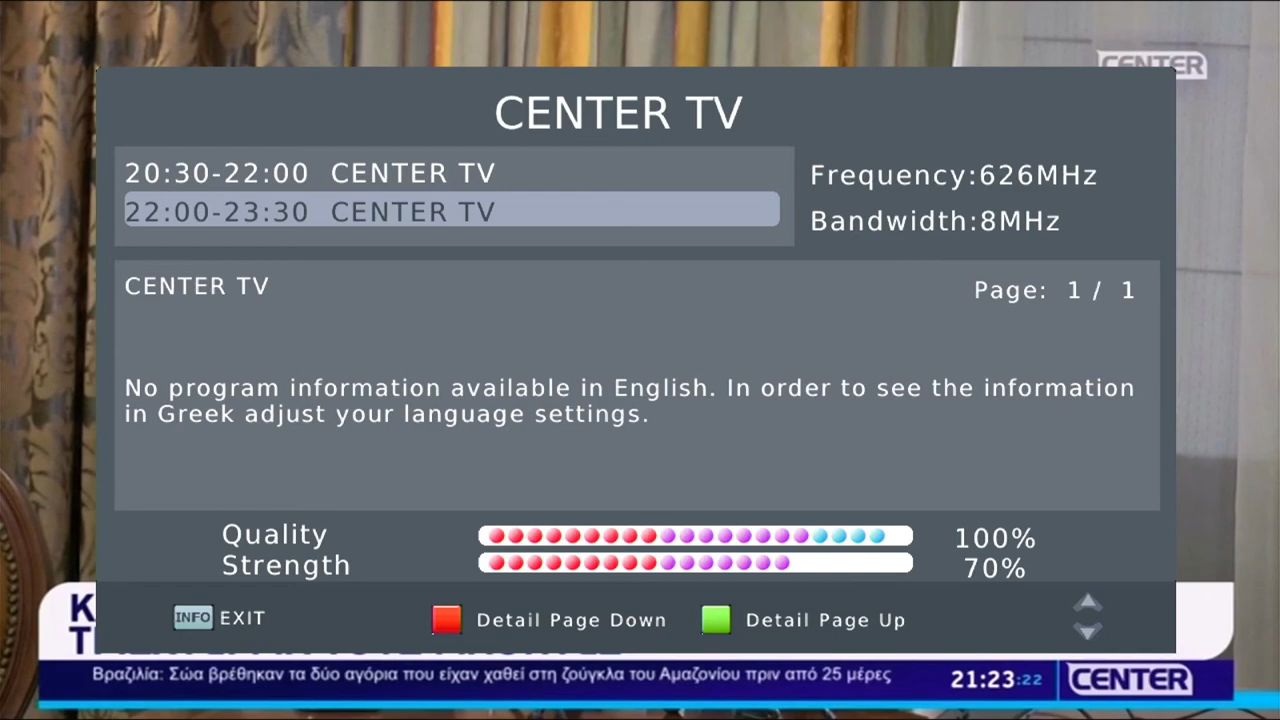 CENTER
CENTER TV
20:30-22:00 CENTER TV
22:00-23:30 CENTER TV
Frequency:626MHz
Bandwidth:8MHz
CENTER TV
Page: 1 / 1
No program information available in English. In order to see the information
in Greek adjust your language settings.
Quality 100%
Strength 70%
INFO EXIT
Detail Page Down
Detail Page Up
Βραζιλία: Σώα βρέθηκαν τα δύο αγόρια που είχαν χαθεί στη ζούγκλα του Αμαζονίου πριν από 25 μέρες
21:23:22
CENTER